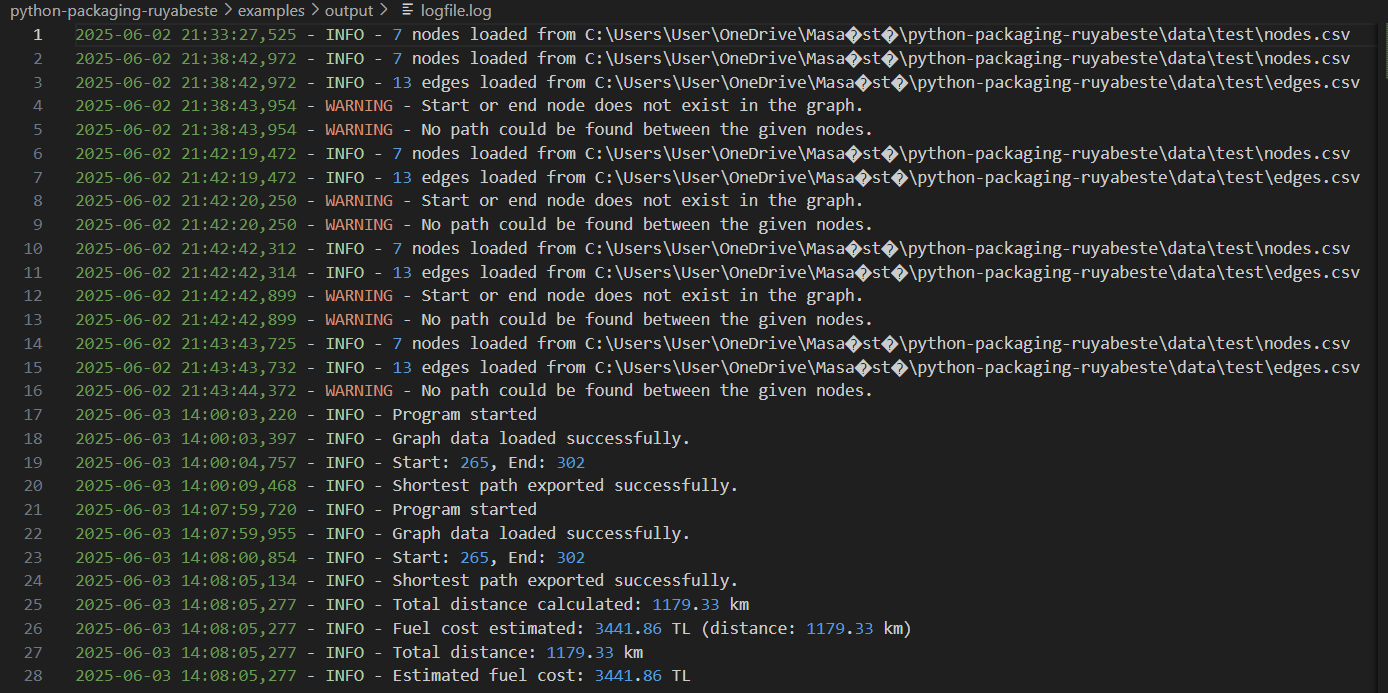 python-packaging-ruyabeste > examples > output > logfile.log
1 2025-06-02 21:33:27,525 - INFO - 7 nodes loaded from C:\Users\User\OneDrive\Masa�st�\python-packaging-ruyabeste\data\test\nodes.csv
2 2025-06-02 21:38:42,972 - INFO - 7 nodes loaded from C:\Users\User\OneDrive\Masa�st�\python-packaging-ruyabeste\data\test\nodes.csv
3 2025-06-02 21:38:42,972 - INFO - 13 edges loaded from C:\Users\User\OneDrive\Masa�st�\python-packaging-ruyabeste\data\test\edges.csv
4 2025-06-02 21:38:43,954 - WARNING - Start or end node does not exist in the graph.
5 2025-06-02 21:38:43,954 - WARNING - No path could be found between the given nodes.
6 2025-06-02 21:42:19,472 - INFO - 7 nodes loaded from C:\Users\User\OneDrive\Masa�st�\python-packaging-ruyabeste\data\test\nodes.csv
7 2025-06-02 21:42:19,472 - INFO - 13 edges loaded from C:\Users\User\OneDrive\Masa�st�\python-packaging-ruyabeste\data\test\edges.csv
8 2025-06-02 21:42:20,250 - WARNING - Start or end node does not exist in the graph.
9 2025-06-02 21:42:20,250 - WARNING - No path could be found between the given nodes.
10 2025-06-02 21:42:42,312 - INFO - 7 nodes loaded from C:\Users\User\OneDrive\Masa�st�\python-packaging-ruyabeste\data\test\nodes.csv
11 2025-06-02 21:42:42,314 - INFO - 13 edges loaded from C:\Users\User\OneDrive\Masa�st�\python-packaging-ruyabeste\data\test\edges.csv
12 2025-06-02 21:42:42,899 - WARNING - Start or end node does not exist in the graph.
13 2025-06-02 21:42:42,899 - WARNING - No path could be found between the given nodes.
14 2025-06-02 21:43:43,725 - INFO - 7 nodes loaded from C:\Users\User\OneDrive\Masa�st�\python-packaging-ruyabeste\data\test\nodes.csv
15 2025-06-02 21:43:43,732 - INFO - 13 edges loaded from C:\Users\User\OneDrive\Masa�st�\python-packaging-ruyabeste\data\test\edges.csv
16 2025-06-02 21:43:44,372 - WARNING - No path could be found between the given nodes.
17 2025-06-03 14:00:03,220 - INFO - Program started
18 2025-06-03 14:00:03,397 - INFO - Graph data loaded successfully.
19 2025-06-03 14:00:04,757 - INFO - Start: 265, End: 302
20 2025-06-03 14:00:09,468 - INFO - Shortest path exported successfully.
21 2025-06-03 14:07:59,720 - INFO - Program started
22 2025-06-03 14:07:59,955 - INFO - Graph data loaded successfully.
23 2025-06-03 14:08:00,854 - INFO - Start: 265, End: 302
24 2025-06-03 14:08:05,134 - INFO - Shortest path exported successfully.
25 2025-06-03 14:08:05,277 - INFO - Total distance calculated: 1179.33 km
26 2025-06-03 14:08:05,277 - INFO - Fuel cost estimated: 3441.86 TL (distance: 1179.33 km)
27 2025-06-03 14:08:05,277 - INFO - Total distance: 1179.33 km
28 2025-06-03 14:08:05,277 - INFO - Estimated fuel cost: 3441.86 TL